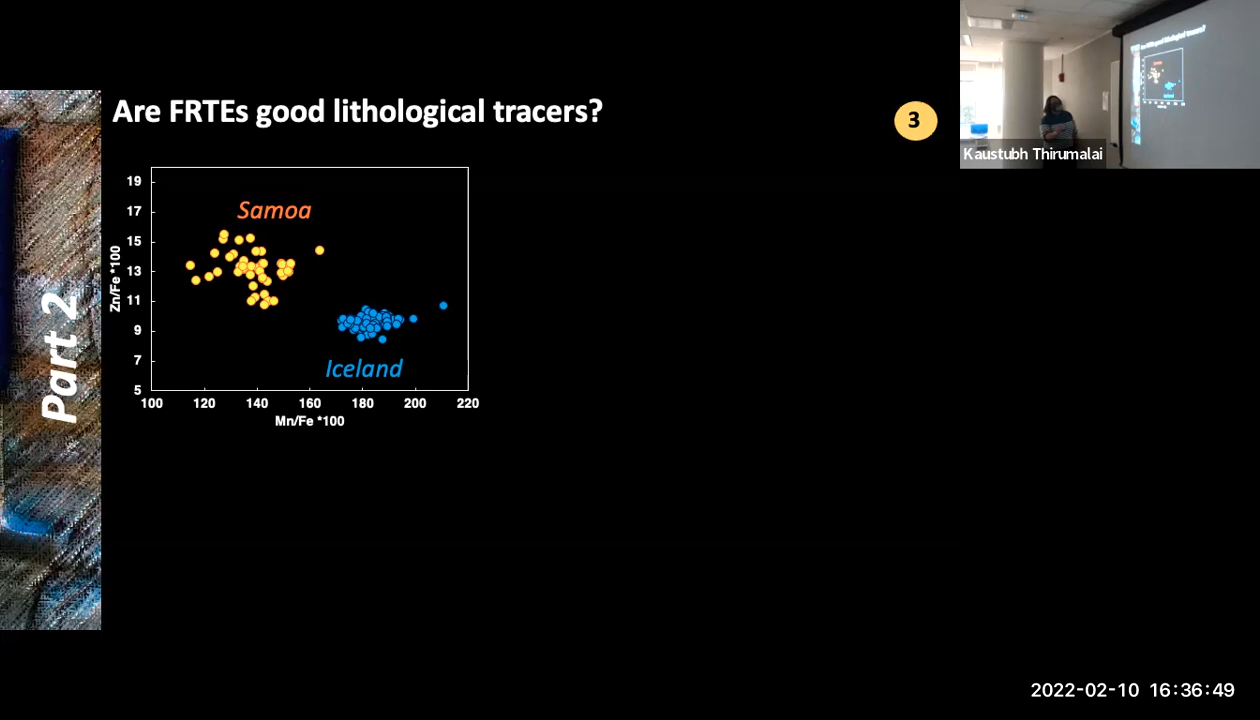 Are FRTEs good lithological tracers?
3
Kaustubh Thirumalai
Part 2
Samoa
Iceland
Zn/Fe *100
19
17
15
13
11
9
7
5
100 120 140 160 180 200 220
Mn/Fe *100
2022-02-10 16:36:49